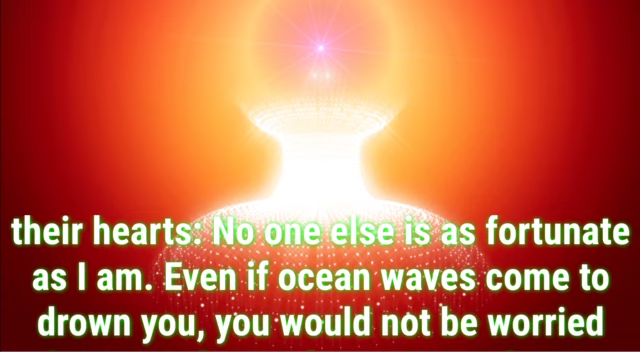 their hearts: No one else is as fortunate
as I am. Even if ocean waves come to
drown you, you would not be worried